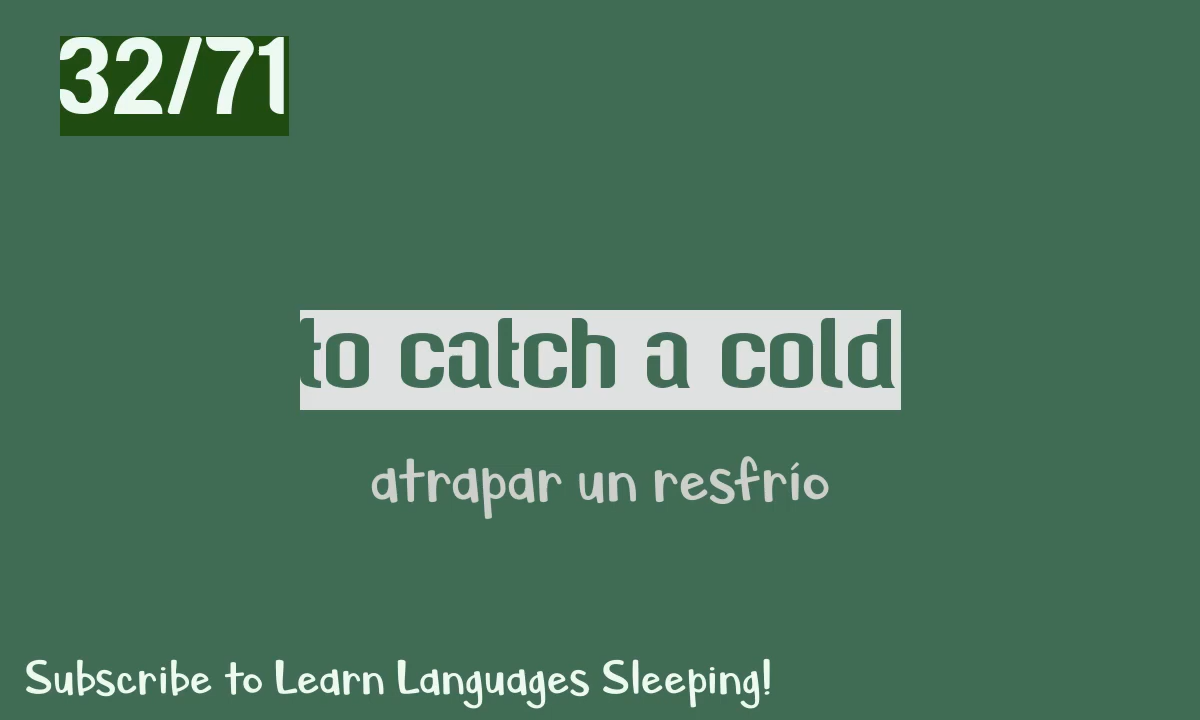 32/71
to catch a cold
atrapar un resfrío
Subscribe to Learn Languages Sleeping!